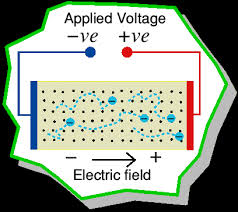 Applied Voltage
−ve +ve
− → +
Electric field